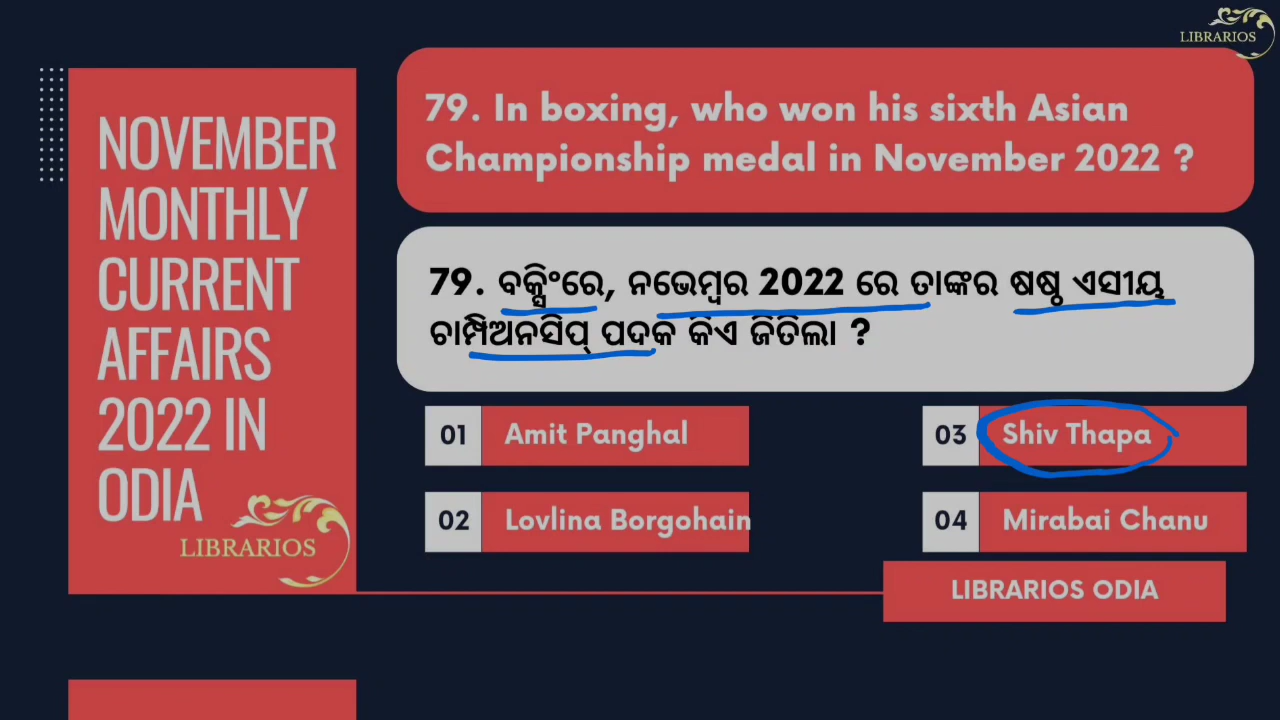 LIBRARIOS
NOVEMBER
MONTHLY
CURRENT
AFFAIRS
2022 IN
ODIA
LIBRARIOS
79. In boxing, who won his sixth Asian
Championship medal in November 2022 ?
79. ବକ୍ସିଂରେ, ନଭେମ୍ବର 2022 ରେ ତାଙ୍କର ଷଷ୍ଠ ଏସୀୟ
ଚାମ୍ପିଅନସିପ୍ ପଦକ କିଏ ଜିତିଲା ?
01 Amit Panghal
02 Lovlina Borgohain
03 Shiv Thapa
04 Mirabai Chanu
LIBRARIOS ODIA